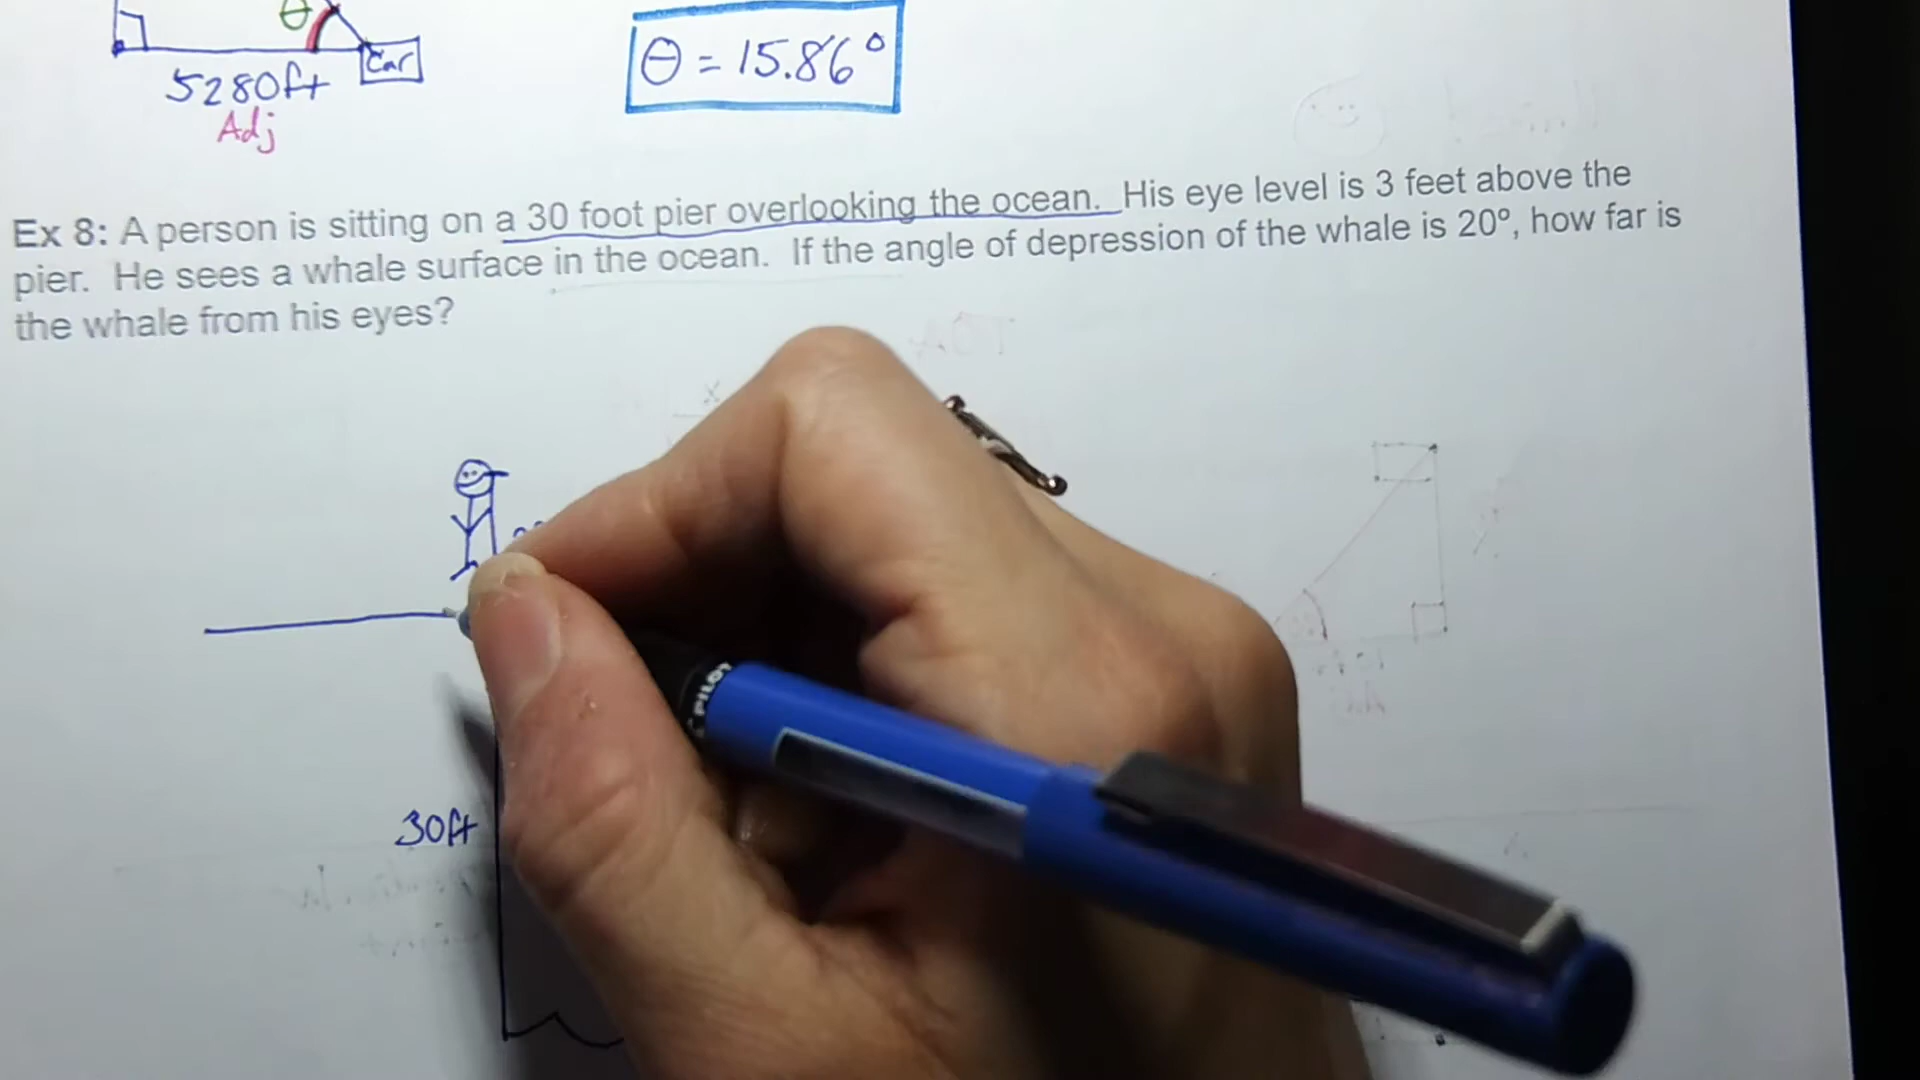 θ
Car
5280ft
Adj
θ = 15.86°
Ex 8: A person is sitting on a 30 foot pier overlooking the ocean. His eye level is 3 feet above the
pier. He sees a whale surface in the ocean. If the angle of depression of the whale is 20º, how far is
the whale from his eyes?
PILOT
30ft